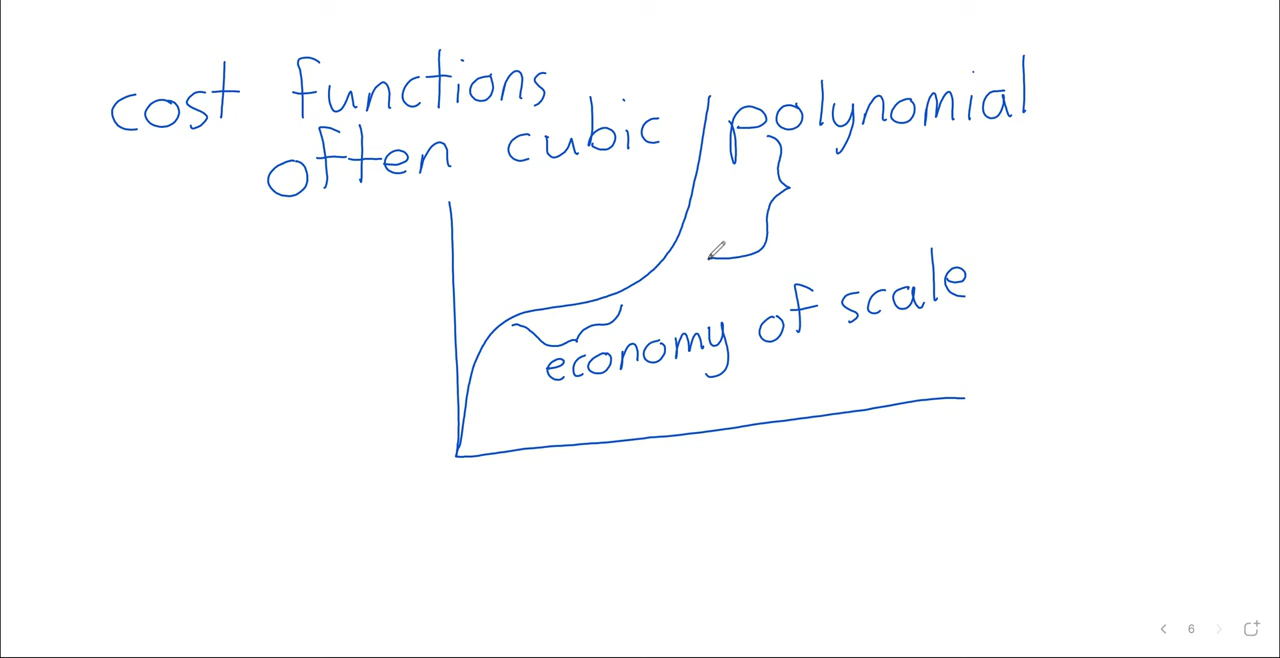 cost functions
often cubic polynomial
economy of scale
6